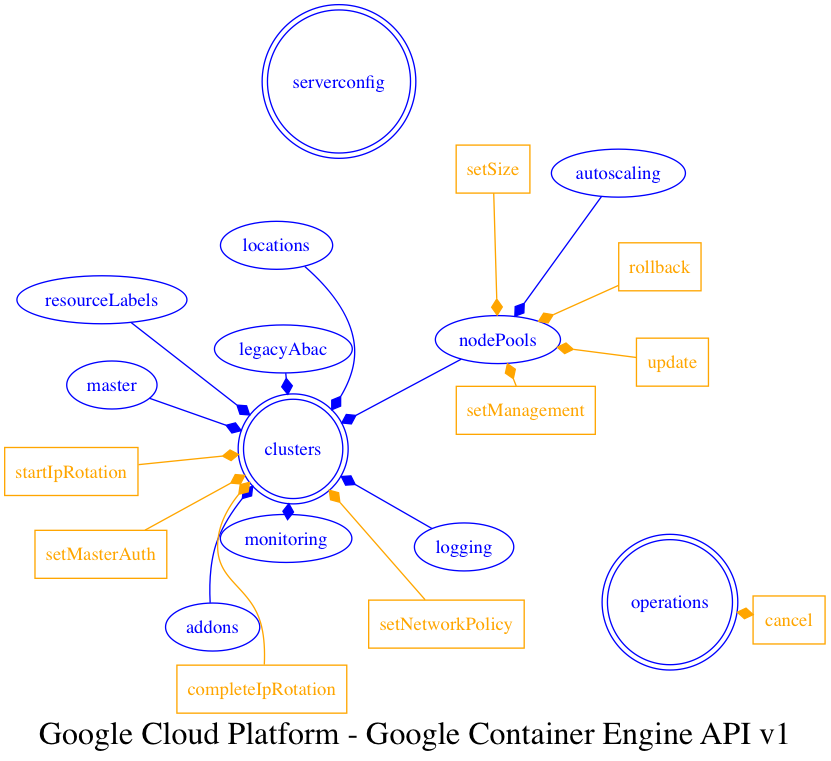 serverconfig
setSize
autoscaling
locations
rollback
resourceLabels
nodePools
legacyAbac
update
master
setManagement
clusters
startIpRotation
monitoring
logging
setMasterAuth
operations
cancel
addons
setNetworkPolicy
completeIpRotation
Google Cloud Platform - Google Container Engine API v1